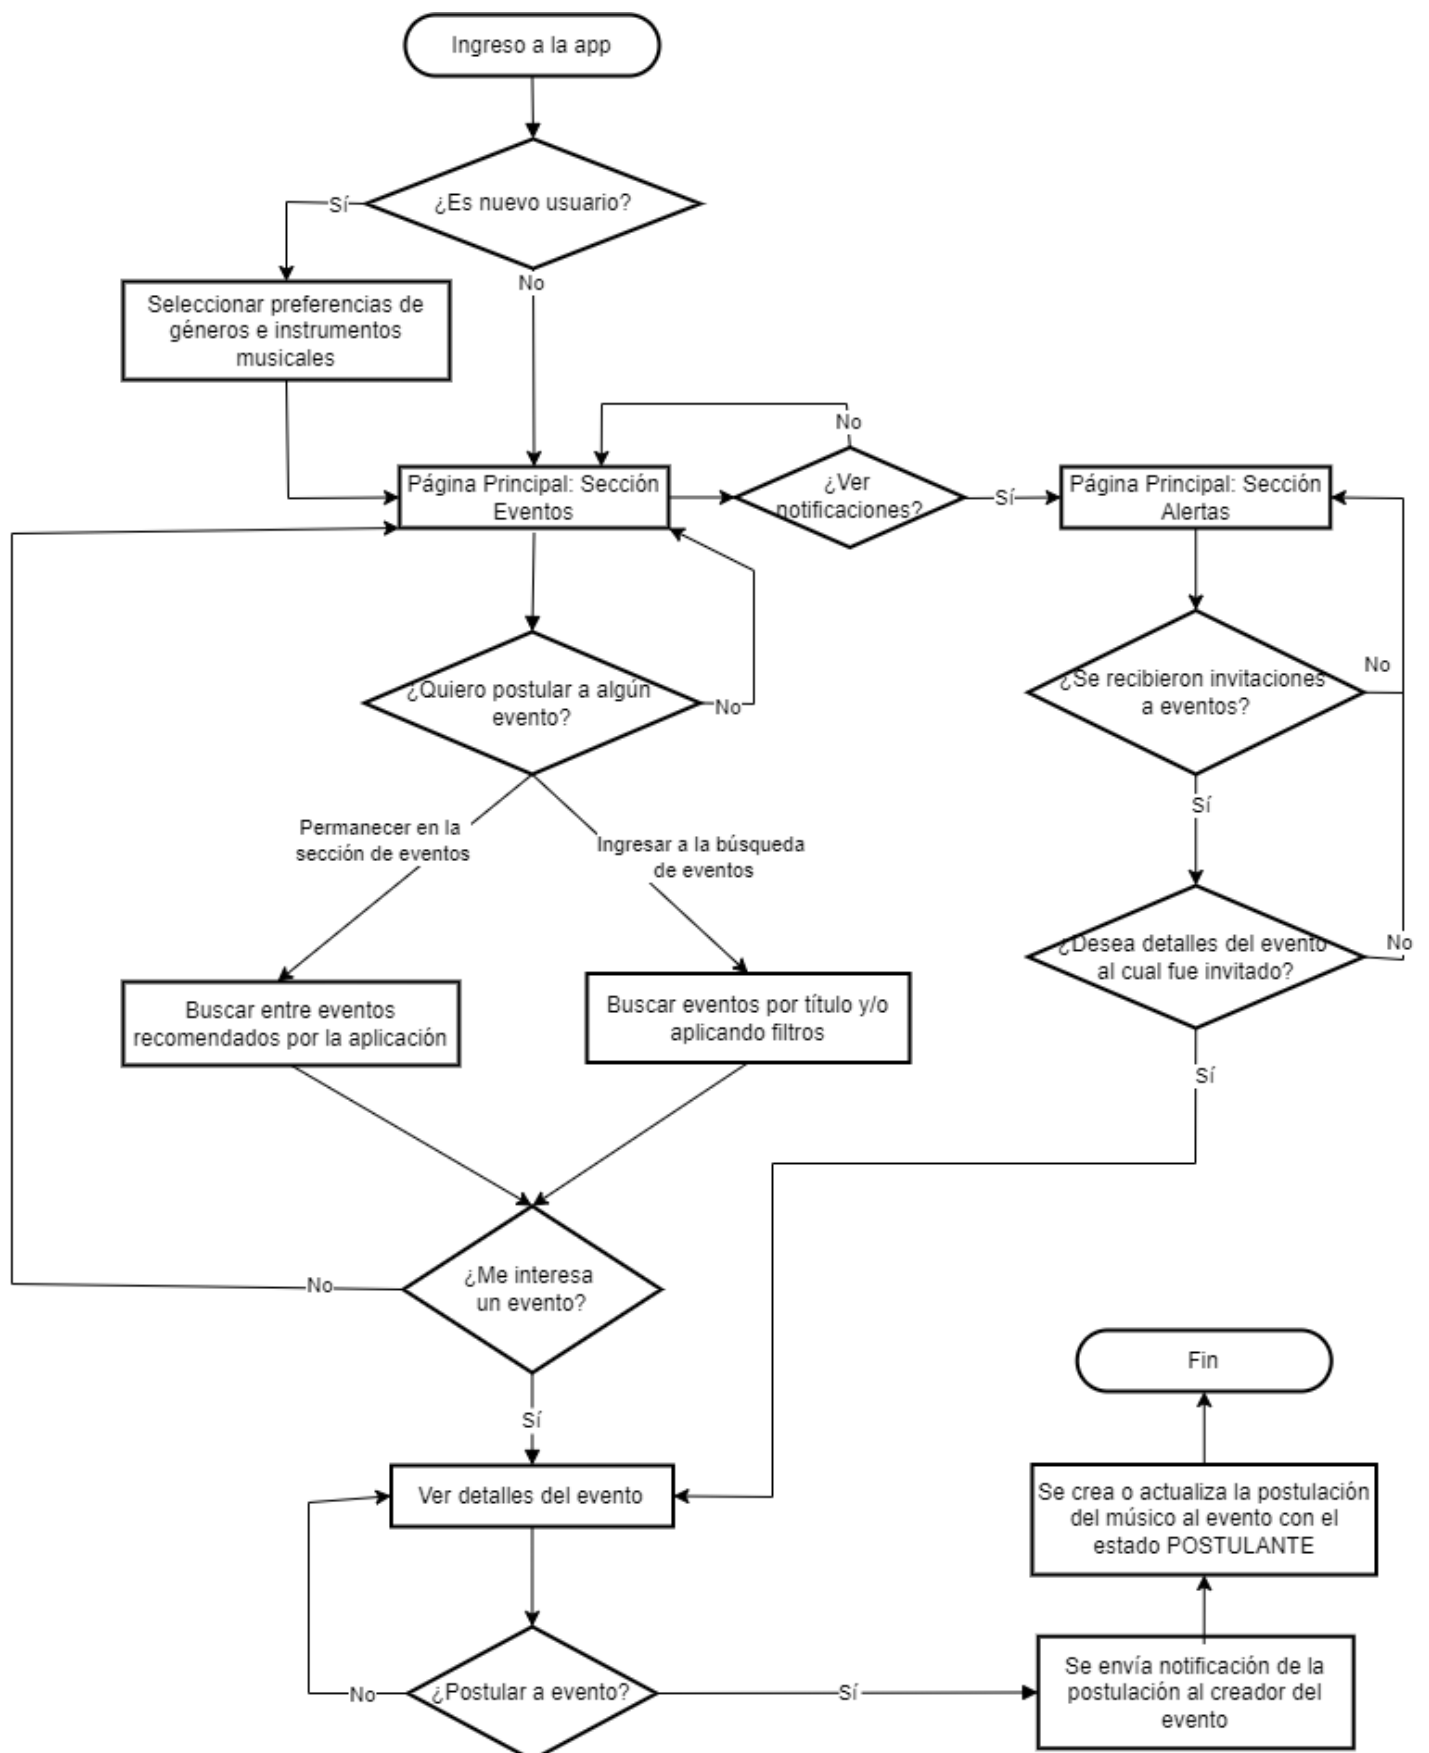 Ingreso a la app
¿Es nuevo usuario?
Sí
No
Seleccionar preferencias de
géneros e instrumentos
musicales
No
Página Principal: Sección
Eventos
¿Ver
notificaciones?
Sí
Página Principal: Sección
Alertas
¿Quiero postular a algún
evento?
No
¿Se recibieron invitaciones
a eventos?
No
Sí
Permanecer en la
sección de eventos
Ingresar a la búsqueda
de eventos
¿Desea detalles del evento
al cual fue invitado?
No
Sí
Buscar entre eventos
recomendados por la aplicación
Buscar eventos por título y/o
aplicando filtros
¿Me interesa
un evento?
No
Sí
Ver detalles del evento
¿Postular a evento?
No
Sí
Se envía notificación de la
postulación al creador del
evento
Se crea o actualiza la postulación
del músico al evento con el
estado POSTULANTE
Fin